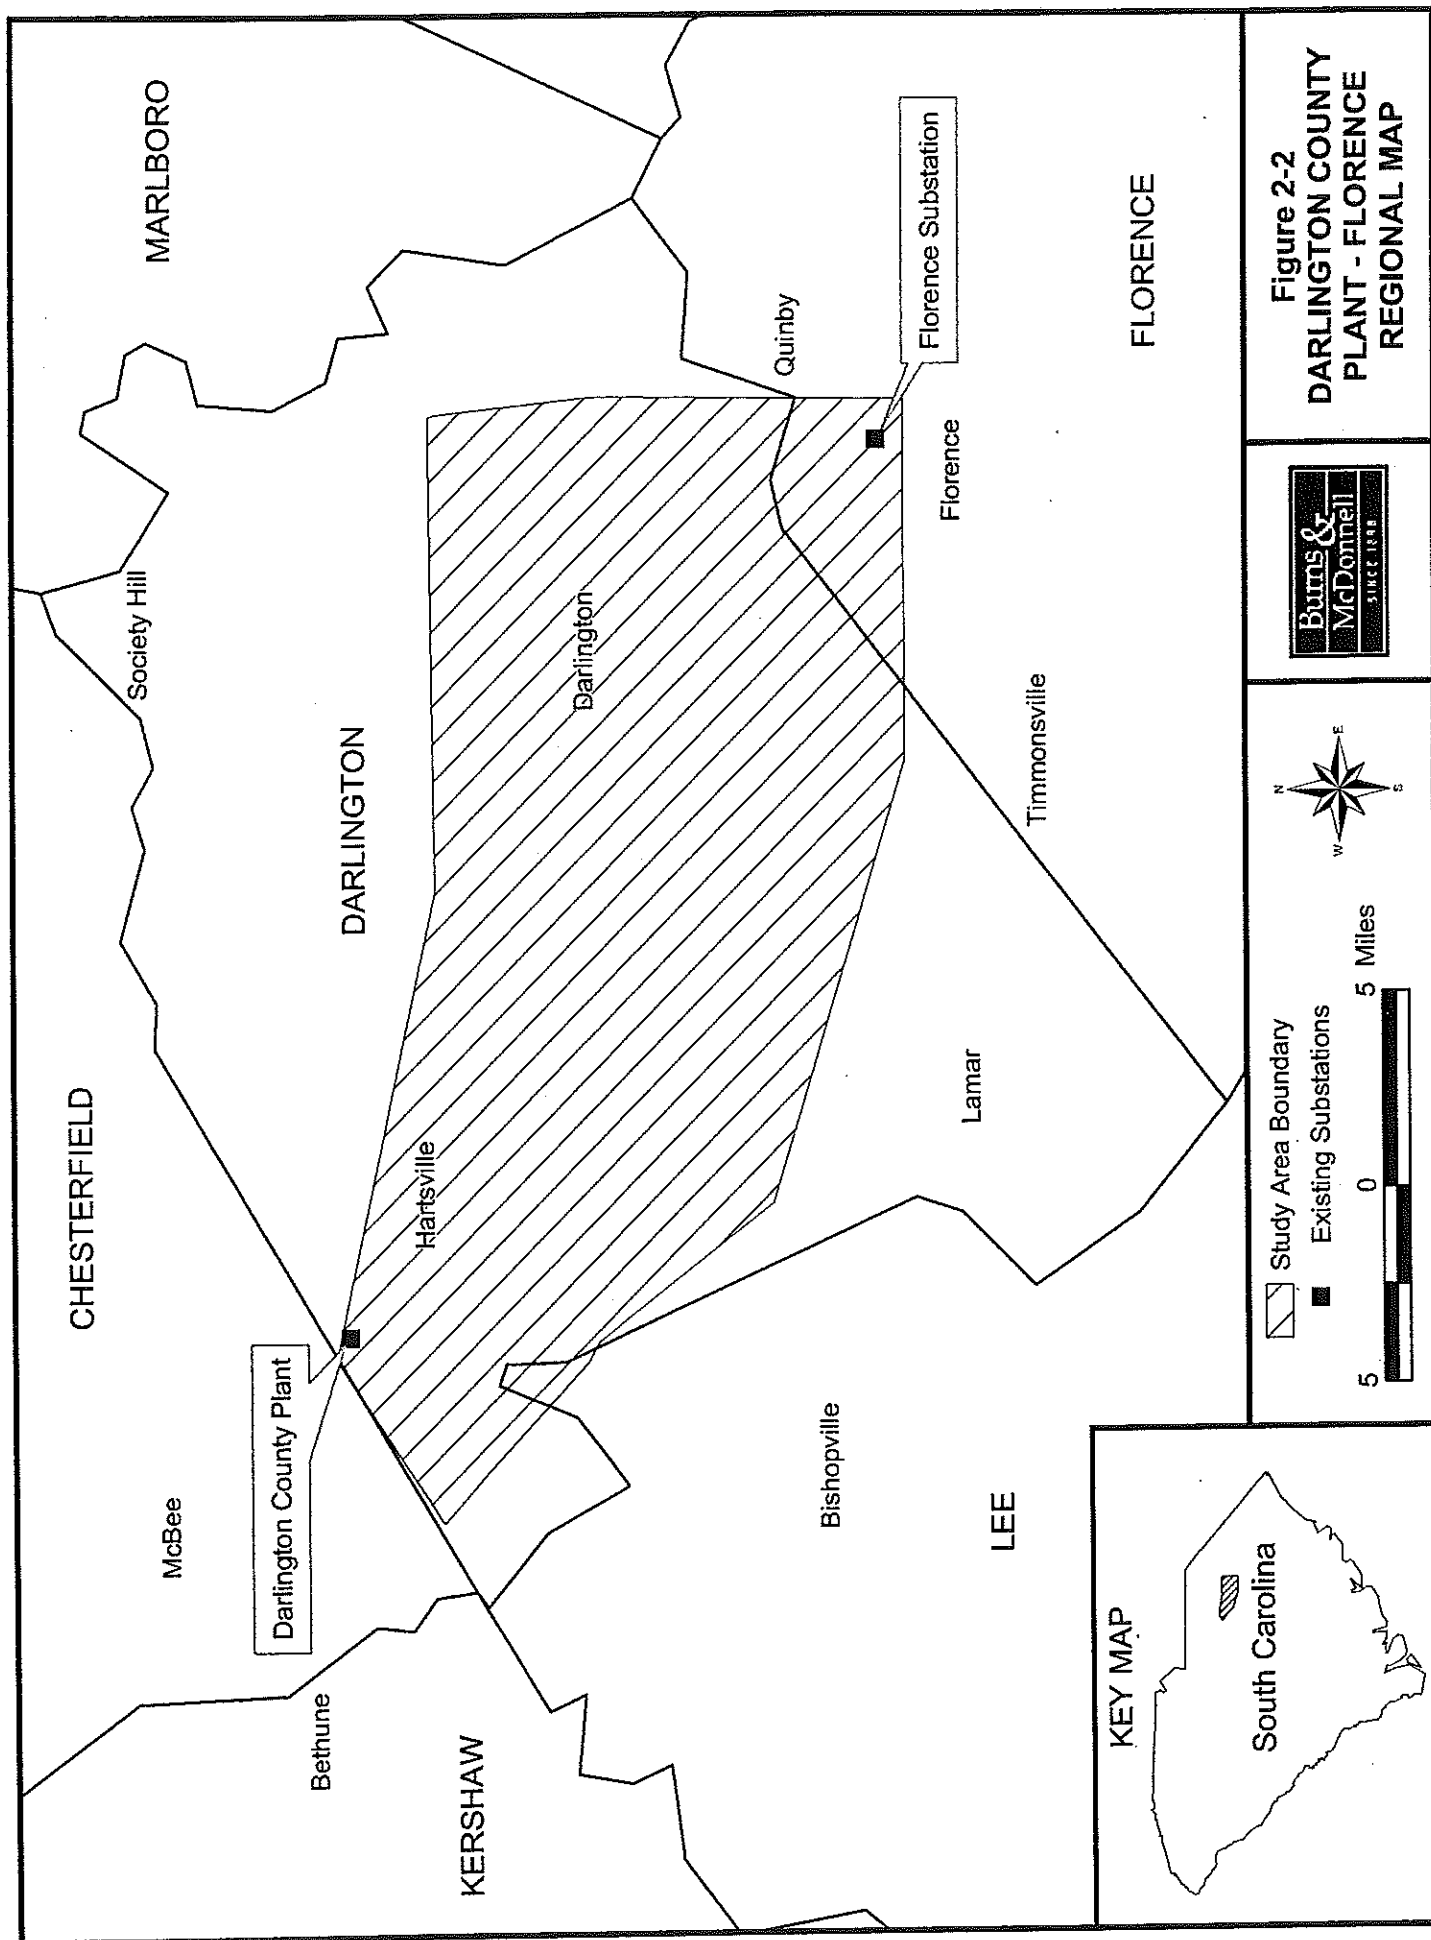 CHESTERFIELD
MARLBORO
McBee
Society Hill
Darlington County Plant
Bethune
DARLINGTON
Hartsville
KERSHAW
Darlington
Quinby
Bishopville
Florence Substation
Florence
Lamar
LEE
Timmonsville
FLORENCE
KEY MAP
South Carolina
Study Area Boundary
Existing Substations
5 0 5 Miles
N
W E
S
Burns &
McDonnell
SINCE 1898
Figure 2-2
DARLINGTON COUNTY
PLANT - FLORENCE
REGIONAL MAP